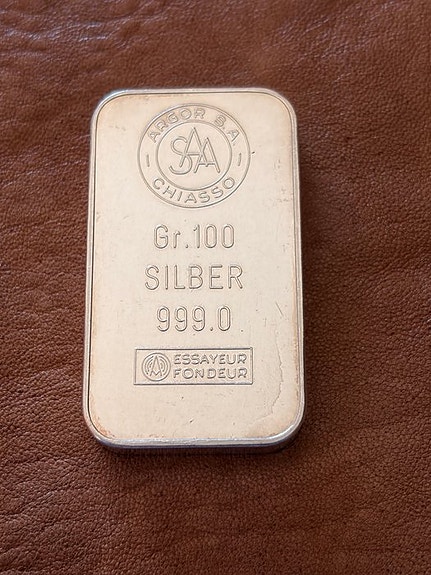 ARGOR S.A.
SAA
CHIASSO
Gr.100
SILBER
999.0
ESSAYEUR
FONDEUR